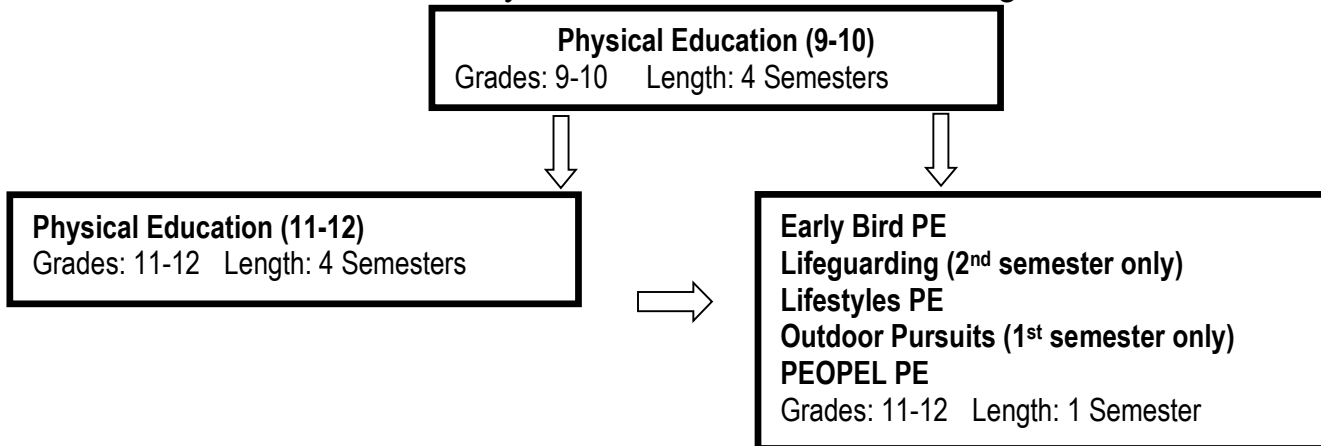 Physical Education (9-10)
Grades: 9-10 Length: 4 Semesters
Physical Education (11-12)
Grades: 11-12 Length: 4 Semesters
Early Bird PE
Lifeguarding (2nd semester only)
Lifestyles PE
Outdoor Pursuits (1st semester only)
PEOPEL PE
Grades: 11-12 Length: 1 Semester